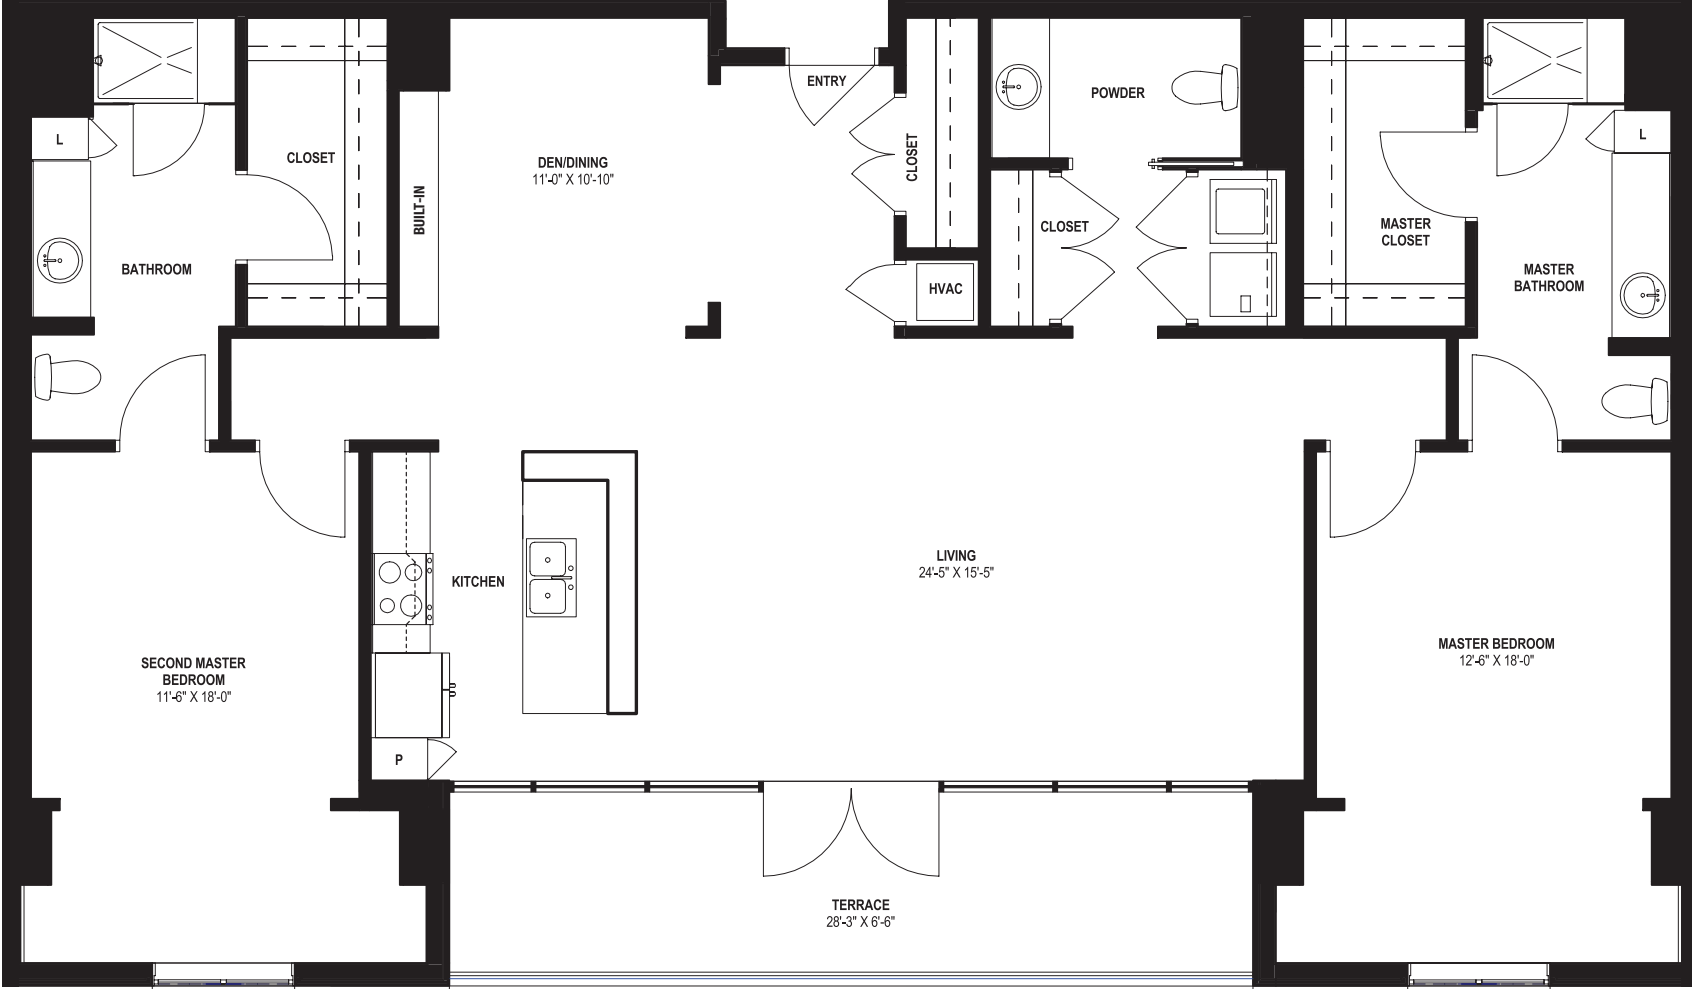 ENTRY
POWDER
L
L
CLOSET
DEN/DINING
11'-0" X 10'-10"
CLOSET
BUILT-IN
CLOSET
MASTER
CLOSET
BATHROOM
HVAC
MASTER
BATHROOM
KITCHEN
LIVING
24'-5" X 15'-5"
SECOND MASTER
BEDROOM
11'-6" X 18'-0"
MASTER BEDROOM
12'-6" X 18'-0"
P
TERRACE
28'-3" X 6'-6"